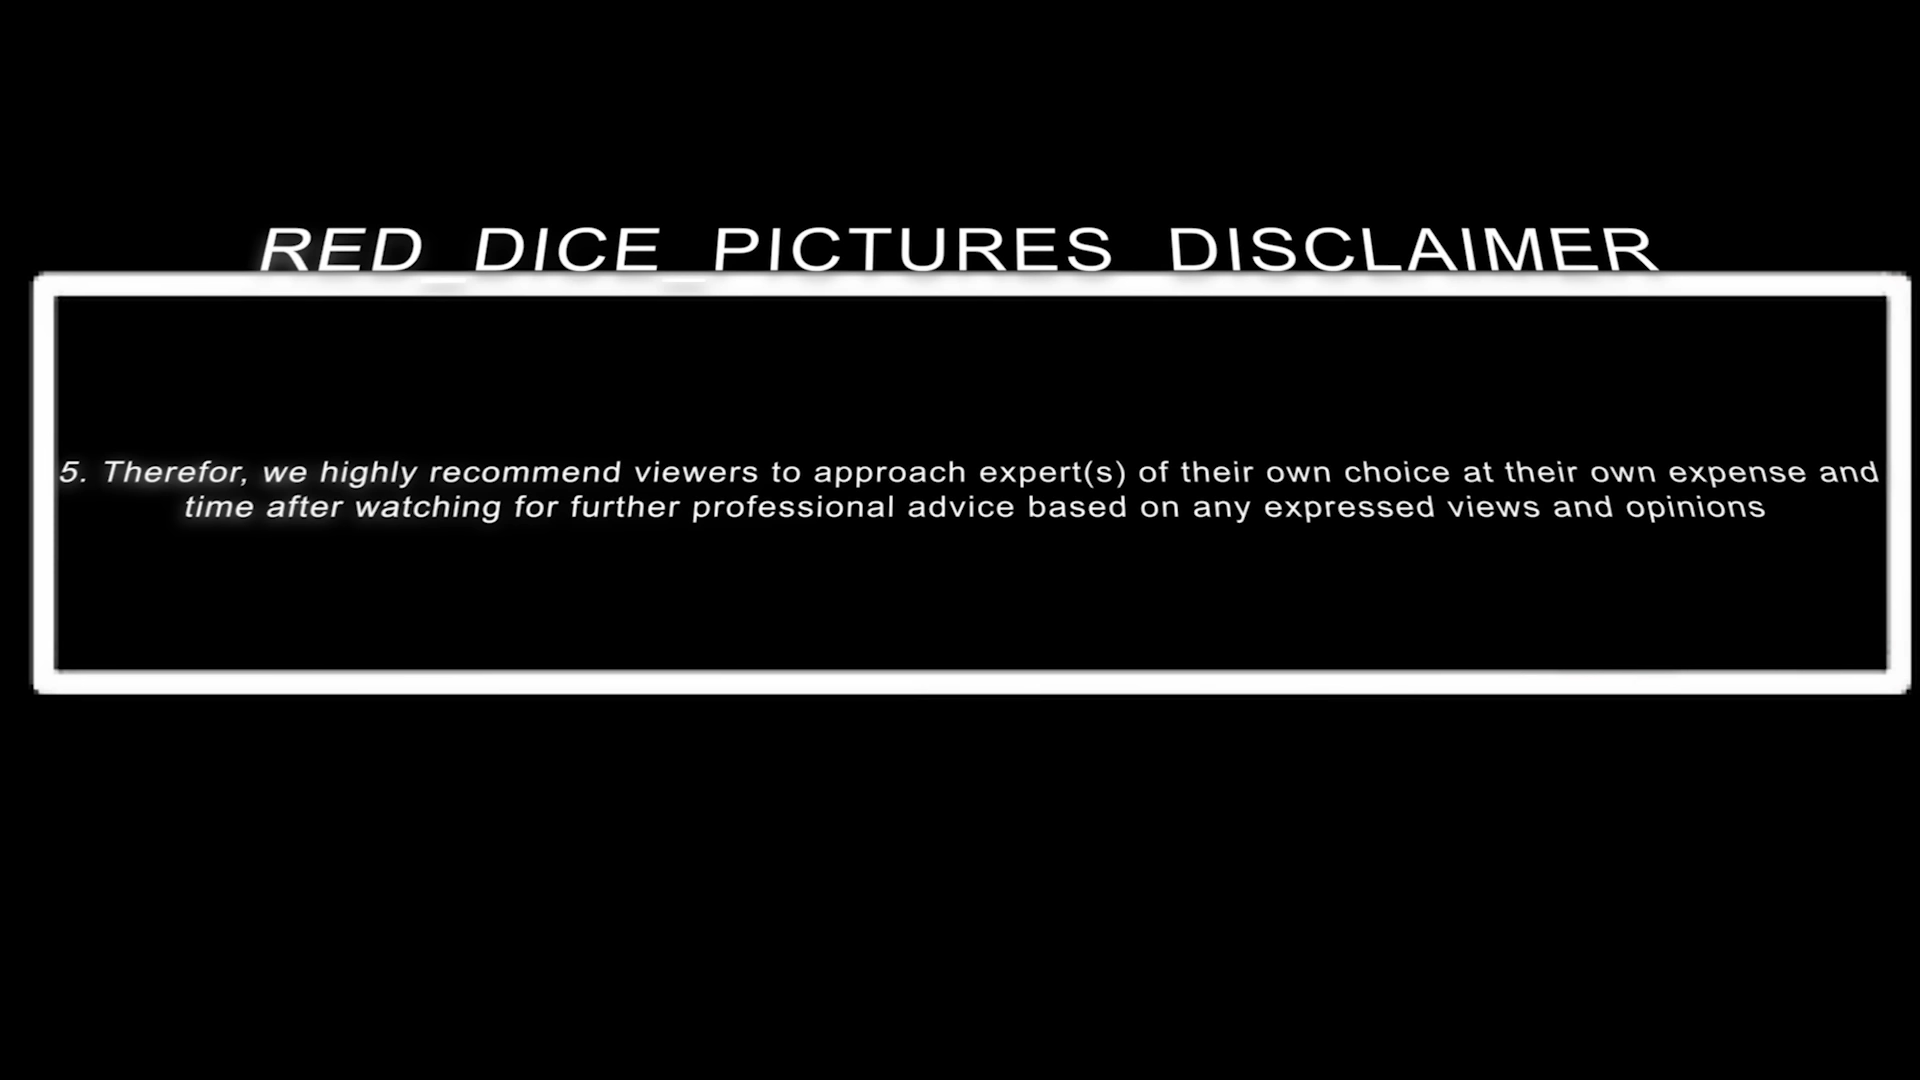 RED DICE PICTURES DISCLAIMER
5. Therefor, we highly recommend viewers to approach expert(s) of their own choice at their own expense and
time after watching for further professional advice based on any expressed views and opinions